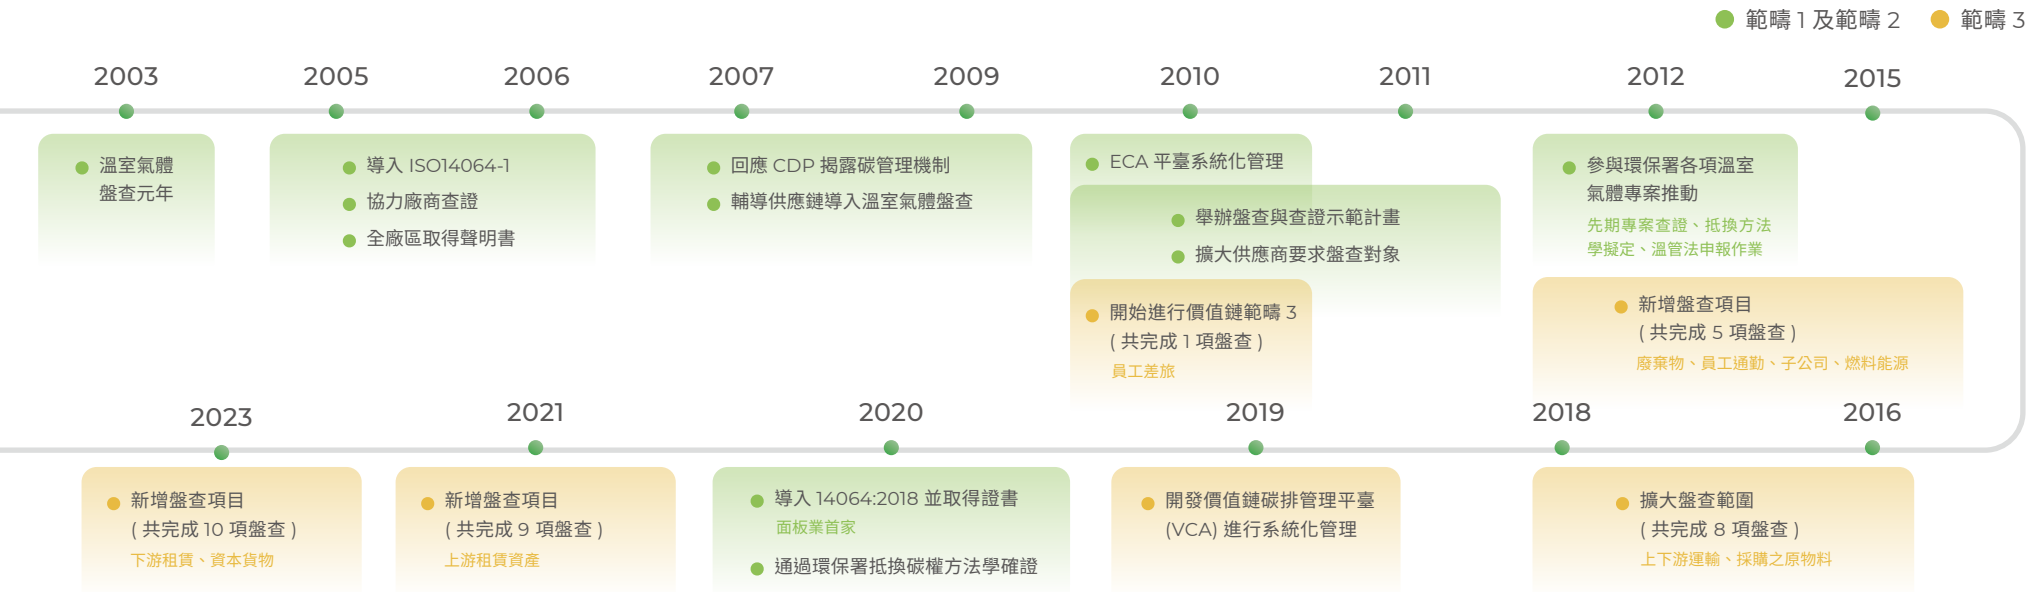 範疇 1 及範疇 2
範疇 3
2003
溫室氣體
盤查元年
2005
2006
導入 ISO14064-1
協力廠商查證
全廠區取得聲明書
2007
2009
回應 CDP 揭露碳管理機制
輔導供應鏈導入溫室氣體盤查
2010
2011
ECA 平臺系統化管理
舉辦盤查與查證示範計畫
擴大供應商要求盤查對象
開始進行價值鏈範疇 3
( 共完成 1 項盤查 )
員工差旅
2012
2015
參與環保署各項溫室
氣體專案推動
先期專案查證、抵換方法
學擬定、溫管法申報作業
新增盤查項目
( 共完成 5 項盤查 )
廢棄物、員工通勤、子公司、燃料能源
2016
2018
擴大盤查範圍
( 共完成 8 項盤查 )
上下游運輸、採購之原物料
2019
開發價值鏈碳排管理平臺
(VCA) 進行系統化管理
2020
導入 14064:2018 並取得證書
面板業首家
通過環保署抵換碳權方法學確證
2021
新增盤查項目
( 共完成 9 項盤查 )
上游租賃資產
2023
新增盤查項目
( 共完成 10 項盤查 )
下游租賃、資本貨物